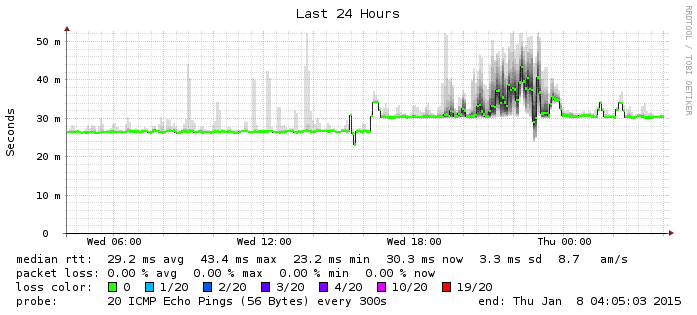 Last 24 Hours
RRDTOOL / TOBI OETIKER
Seconds
50 m
40 m
30 m
20 m
10 m
0
Wed 06:00 Wed 12:00 Wed 18:00 Thu 00:00
median rtt: 29.2 ms avg 43.4 ms max 23.2 ms min 30.3 ms now 3.3 ms sd 8.7 am/s
packet loss: 0.00 % avg 0.00 % max 0.00 % min 0.00 % now
loss color: 0 1/20 2/20 3/20 4/20 10/20 19/20
probe: 20 ICMP Echo Pings (56 Bytes) every 300s end: Thu Jan 8 04:05:03 2015